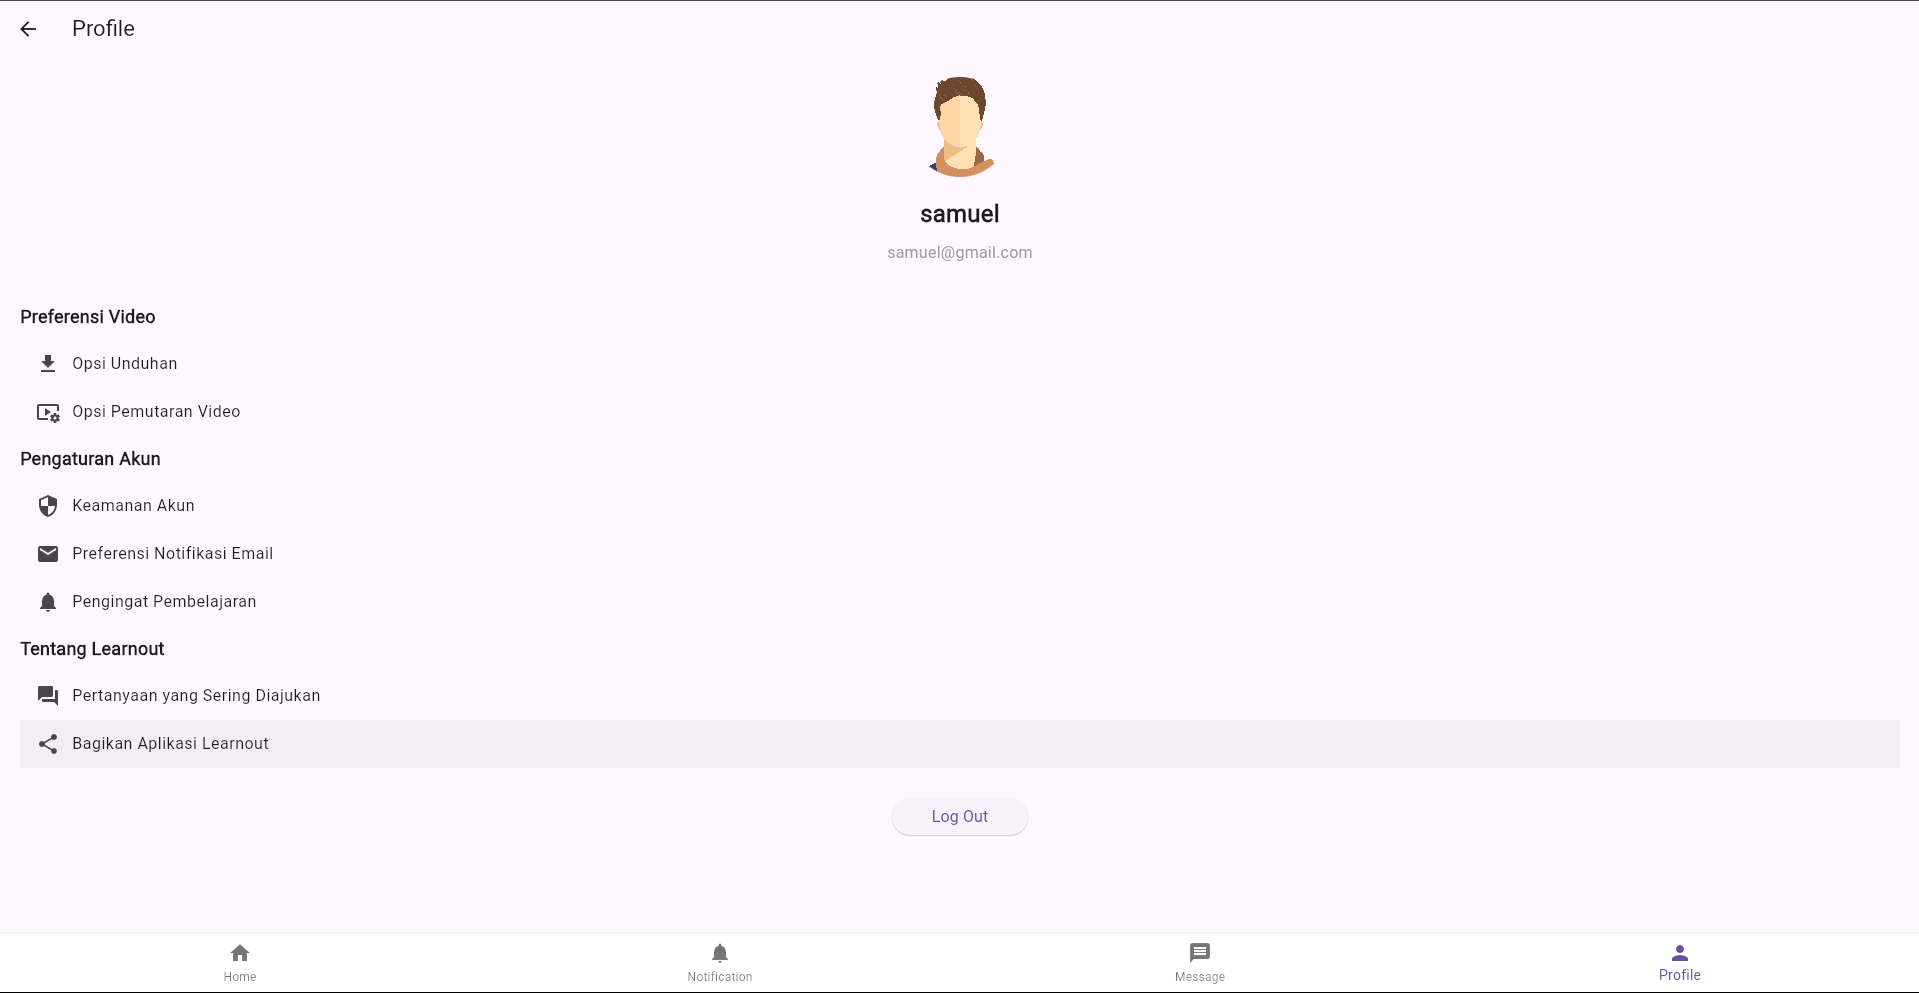 Profile
samuel
samuel@gmail.com
Preferensi Video
Opsi Unduhan
Opsi Pemutaran Video
Pengaturan Akun
Keamanan Akun
Preferensi Notifikasi Email
Pengingat Pembelajaran
Tentang Learnout
Pertanyaan yang Sering Diajukan
Bagikan Aplikasi Learnout
Log Out
Home
Notification
Message
Profile